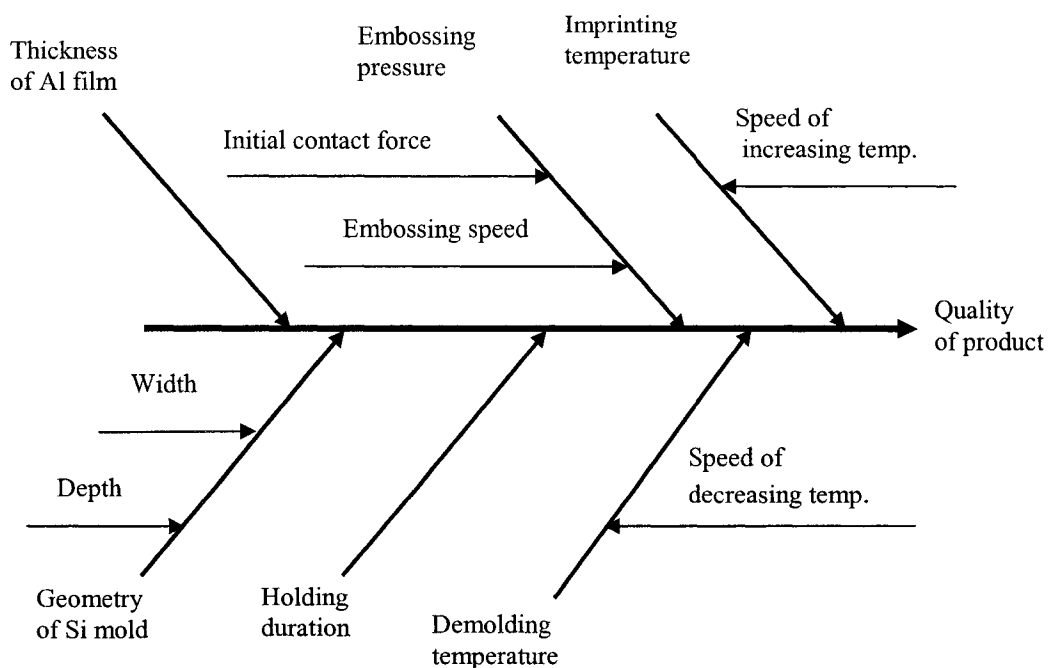 Thickness
of Al film
Embossing
pressure
Imprinting
temperature
Initial contact force
Speed of
increasing temp.
Embossing speed
Quality
of product
Width
Depth
Speed of
decreasing temp.
Geometry
of Si mold
Holding
duration
Demolding
temperature